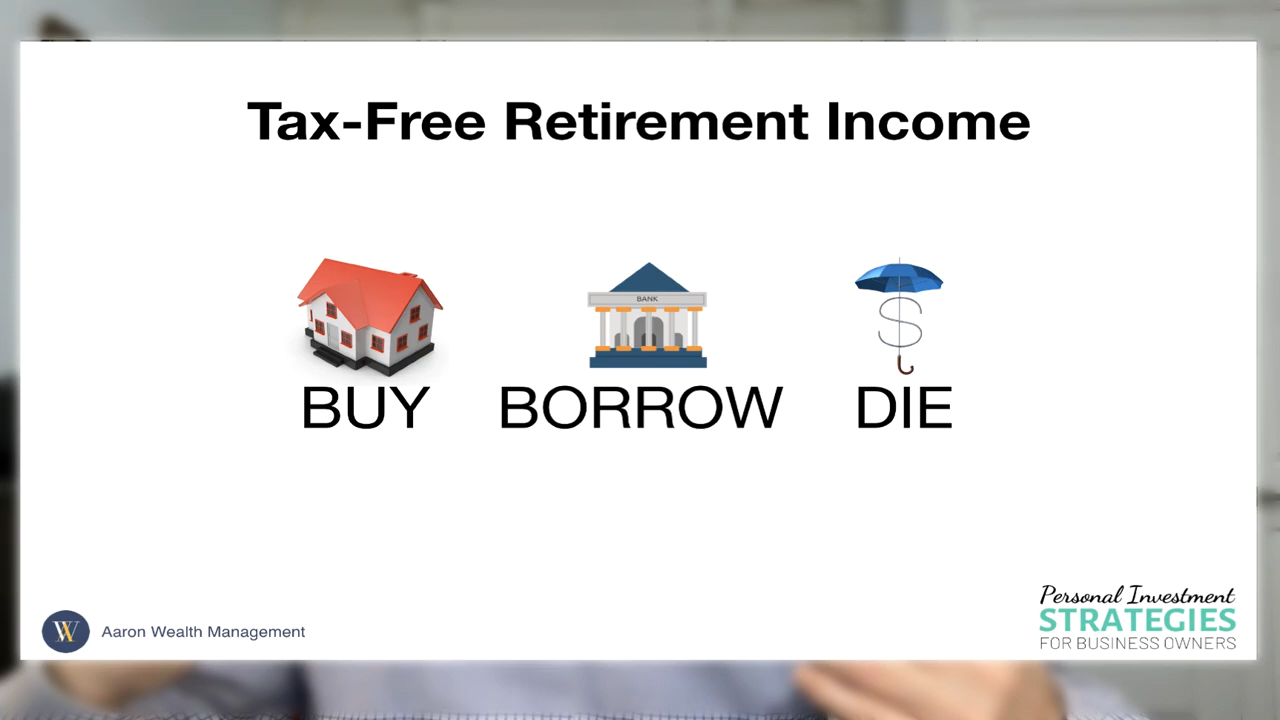 Tax-Free Retirement Income
BANK
BUY BORROW DIE
Aaron Wealth Management
Personal Investment
STRATEGIES
FOR BUSINESS OWNERS